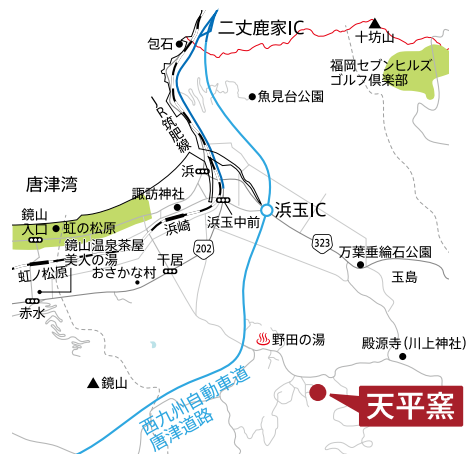 二丈鹿家IC
包石
十坊山
福岡セブンヒルズ
ゴルフ倶楽部
魚見台公園
JR筑肥線
浜
唐津湾
諏訪神社
鏡山
入口
虹の松原
浜玉中前
浜玉IC
浜崎
鏡山温泉茶屋
美人の湯
202
323
万葉垂綸石公園
虹ノ松原
おさかな村
干居
玉島
赤水
野田の湯
殿源寺(川上神社)
鏡山
西九州自動車道
唐津道路
天平窯